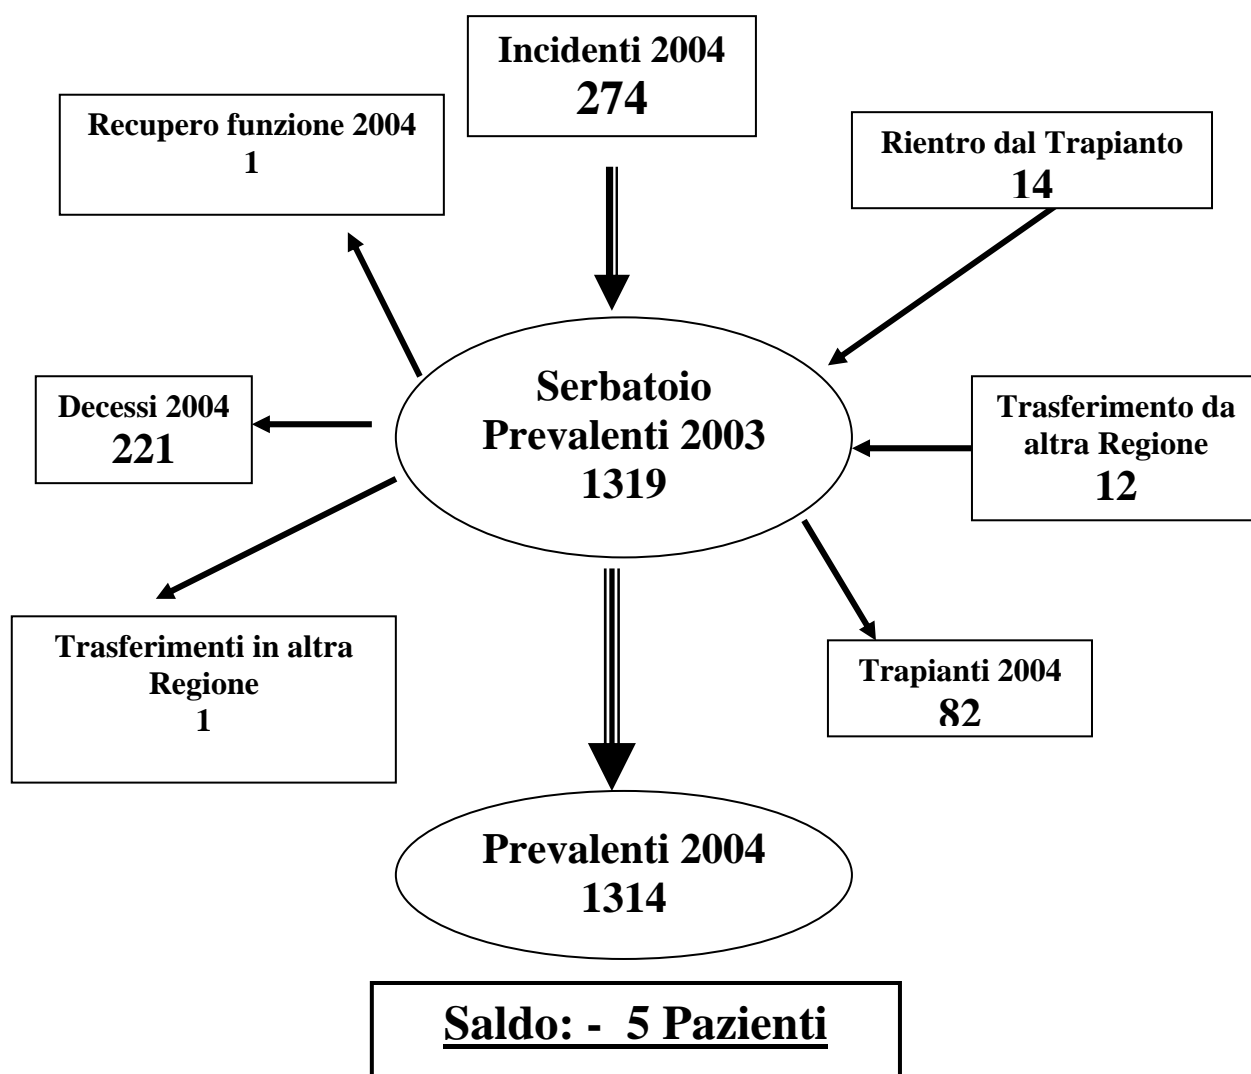 Incidenti 2004
274
Recupero funzione 2004
1
Rientro dal Trapianto
14
Serbatoio
Prevalenti 2003
1319
Decessi 2004
221
Trasferimento da
altra Regione
12
Trasferimenti in altra
Regione
1
Trapianti 2004
82
Prevalenti 2004
1314
Saldo: - 5 Pazienti